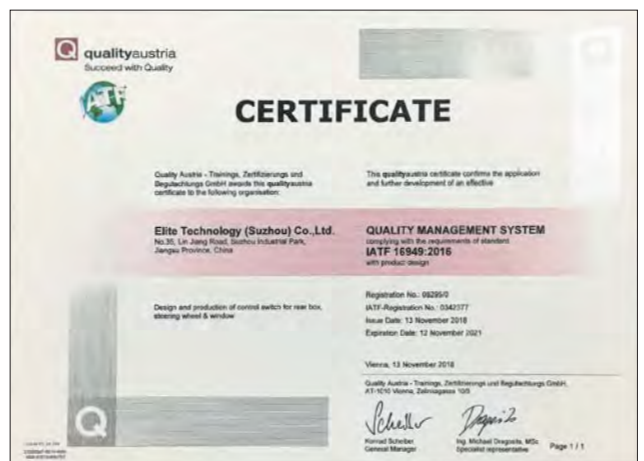 Q qualityaustria
Succeed with Quality
IATF
CERTIFICATE
Quality Austria - Trainings, Zertifizierungs und
Begutachtungs GmbH awards this qualityaustria
certificate to the following organisation:
This qualityaustria certificate confirms the application
and further development of an effective
Elite Technology (Suzhou) Co.,Ltd.
No.35, Lin Jiang Road, Suzhou Industrial Park,
Jiangsu Province, China
QUALITY MANAGEMENT SYSTEM
complying with the requirements of standard
IATF 16949:2016
with product design
Design and production of control switch for rear box,
steering wheel & window
Registration No.: 09295/0
IATF-Registration No.: 0342377
Issue Date: 13 November 2018
Expiration Date: 12 November 2021
Vienna, 13 November 2018
Quality Austria - Trainings, Zertifizierungs und Begutachtungs GmbH,
AT-1010 Vienna, Zelinkagasse 10/3
Konrad Scheiber
General Manager
Ing. Michael Dragosits, MSc
Specialist representative
Page 1 / 1
Q